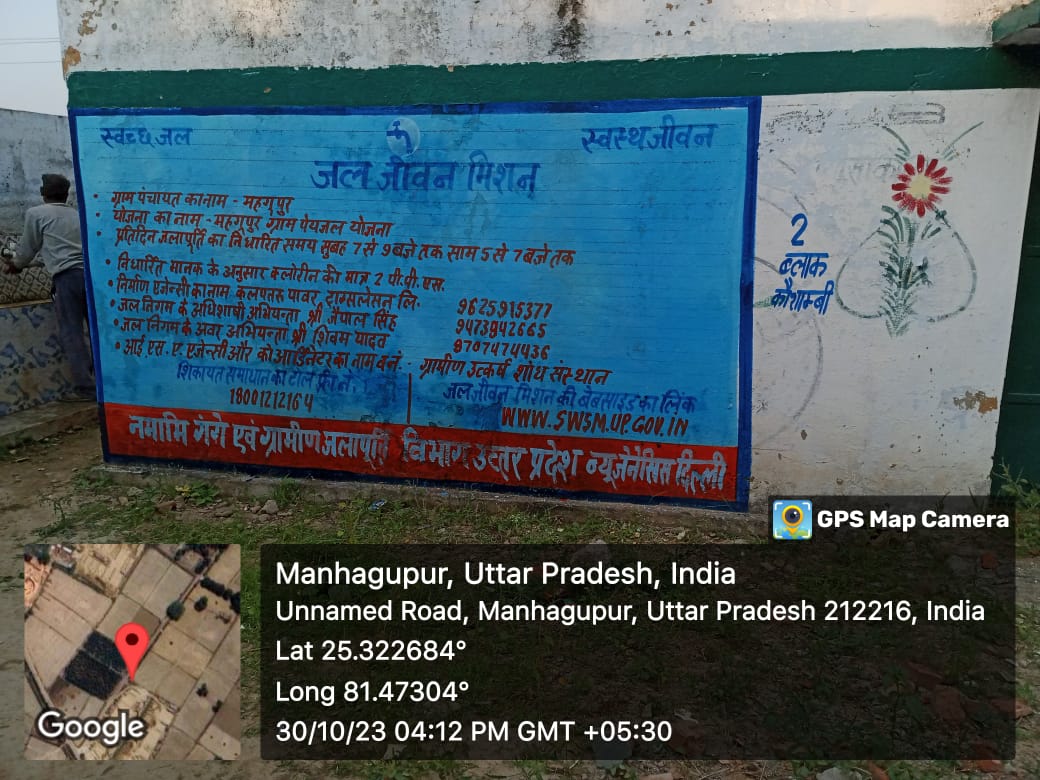 स्वच्छ जल
स्वस्थ जीवन
जल जीवन मिशन
• ग्राम पंचायत का नाम - महगूपुर
• योजना का नाम - महगूपुर ग्राम पेयजल योजना
• प्रतिदिन जलापूर्ति का निर्धारित समय सुबह 7 से 9 बजे तक साम 5 से 7 बजे तक
• निर्धारित मानक के अनुसार क्लोरीन की मात्र 2 पी.पी.एम.
• निर्माण एजेन्सी का नाम कलपतरू पावर ट्रान्सलेसन लि. 9625915377
• जल निगम के अधिशाषी अभियन्ता श्री जैपाल सिंह 9473942665
• जल निगम के अवर अभियन्ता श्री शिवम यादव 8707474436
• आई एस. ए. एजेन्सी और कोआर्डिनेटर का नाम व नं. - ग्रामीण उत्कर्ष शोध संस्थान
शिकायत समाधान का टोल फ्री नं.
18001212164
जल जीवन मिशन की बेबसाइड का लिंक
WWW.SWSM.UP.GOV.IN
नमामि गंगे एवं ग्रामीण जलापूर्ति विभाग उत्तर प्रदेश न्यूजेनेसिस दिल्ली
2
ब्लाक
कौशाम्बी
GPS Map Camera
Manhagupur, Uttar Pradesh, India
Unnamed Road, Manhagupur, Uttar Pradesh 212216, India
Lat 25.322684°
Long 81.47304°
30/10/23 04:12 PM GMT +05:30
Google